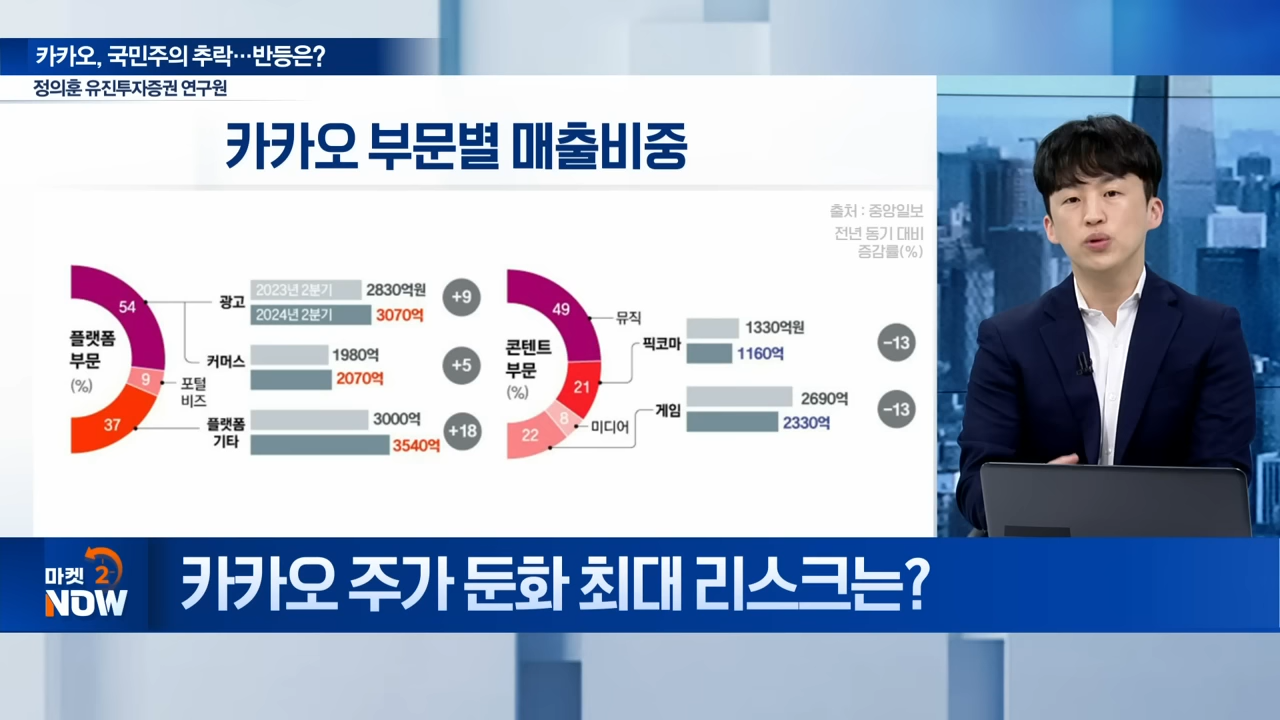 카카오, 국민주의 추락…반등은?
정의훈 유진투자증권 연구원
카카오 부문별 매출비중
출처 : 중앙일보
전년 동기 대비
증감률(%)
플랫폼
부문
(%)
54
9
37
광고
2023년 2분기
2830억원
2024년 2분기
3070억
+9
커머스
1980억
2070억
+5
포털
비즈
플랫폼
기타
3000억
3540억
+18
콘텐트
부문
(%)
49
21
8
22
뮤직
픽코마
1330억원
1160억
-13
미디어
게임
2690억
2330억
-13
마켓 2
NOW
카카오 주가 둔화 최대 리스크는?